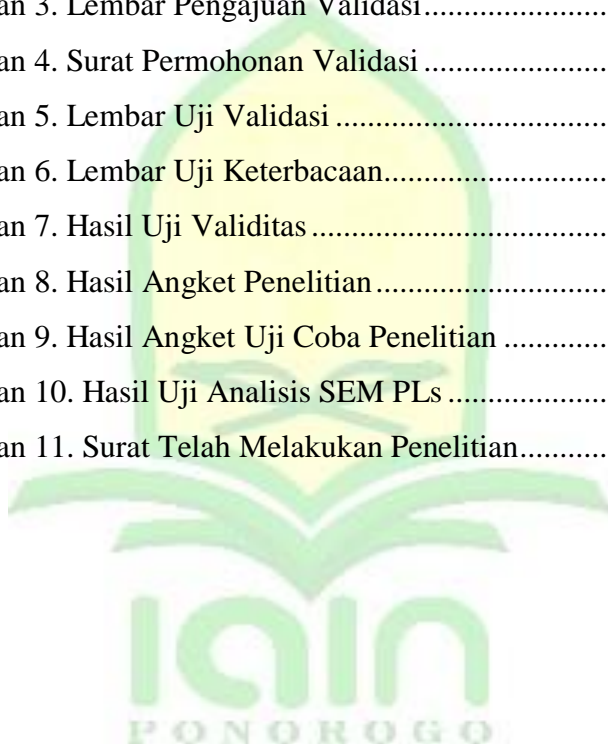 an 3. Lembar Pengajuan Validasi.......................
an 4. Surat Permohonan Validasi.......................
an 5. Lembar Uji Validasi.................................
an 6. Lembar Uji Keterbacaan...........................
an 7. Hasil Uji Validitas....................................
an 8. Hasil Angket Penelitian............................
an 9. Hasil Angket Uji Coba Penelitian.............
an 10. Hasil Uji Analisis SEM PLs....................
an 11. Surat Telah Melakukan Penelitian...........
iain
PONOROGO